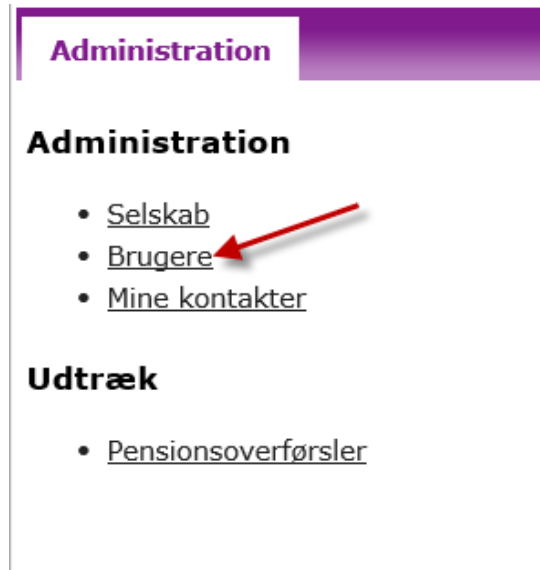 Administration
Administration
Selskab
Brugere
Mine kontakter
Udtræk
Pensionsoverførsler